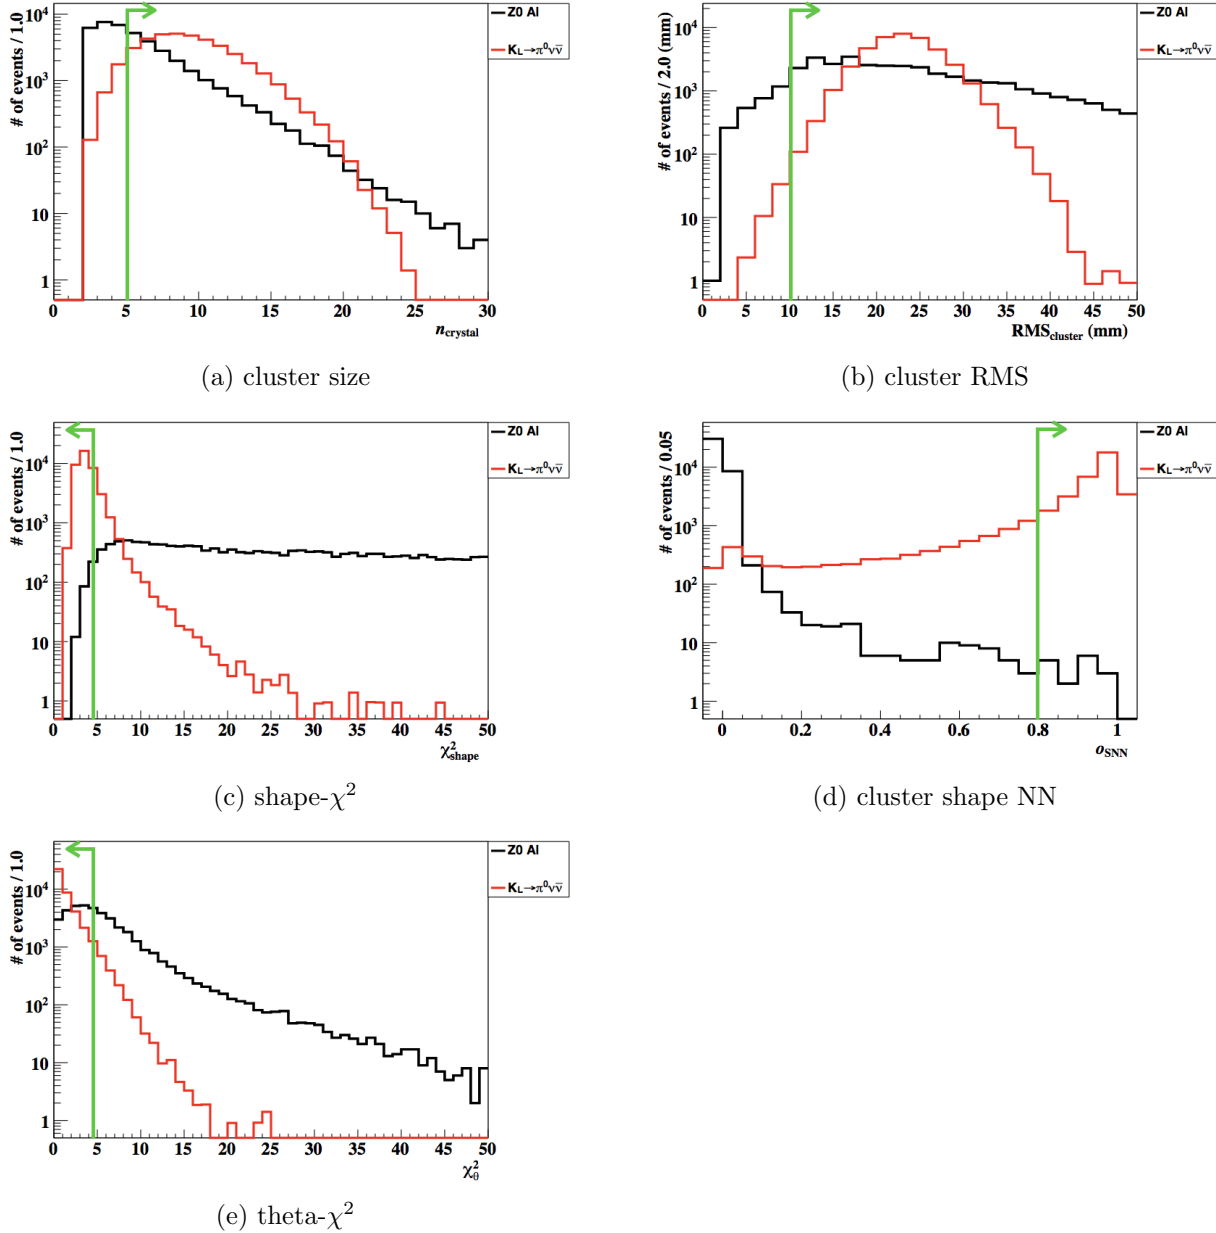 # of events / 1.0
10⁴
10³
10²
10
1
0 5 10 15 20 25 30
n_crystal
Z0 Al
K_L→π⁰νν̄
(a) cluster size
# of events / 2.0 (mm)
10⁴
10³
10²
10
1
0 5 10 15 20 25 30 35 40 45 50
RMS_cluster (mm)
Z0 Al
K_L→π⁰νν̄
(b) cluster RMS
# of events / 1.0
10⁴
10³
10²
10
1
0 5 10 15 20 25 30 35 40 45 50
χ²_shape
Z0 Al
K_L→π⁰νν̄
(c) shape-χ²
# of events / 0.05
10⁴
10³
10²
10
1
0 0.2 0.4 0.6 0.8 1
o_SNN
Z0 Al
K_L→π⁰νν̄
(d) cluster shape NN
# of events / 1.0
10⁴
10³
10²
10
1
0 5 10 15 20 25 30 35 40 45 50
χ²_θ
Z0 Al
K_L→π⁰νν̄
(e) theta-χ²